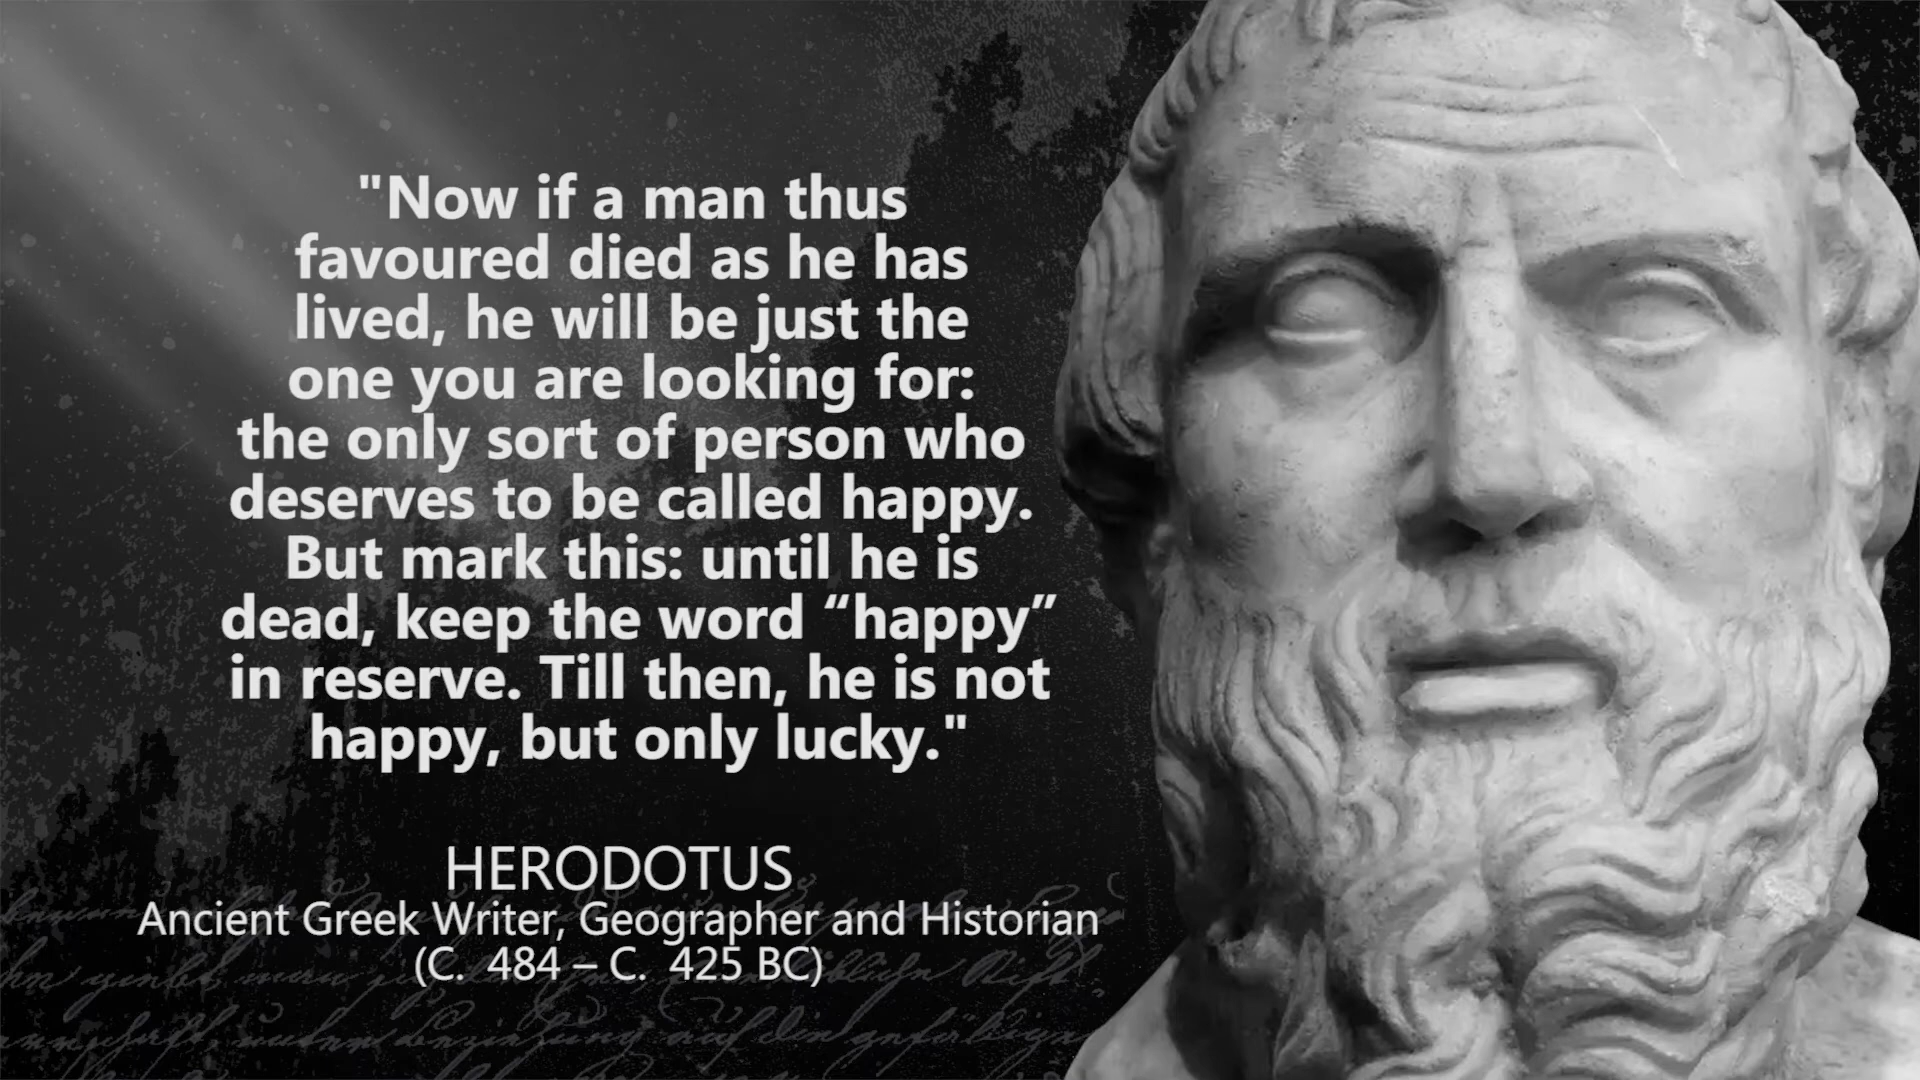 "Now if a man thus
favoured died as he has
lived, he will be just the
one you are looking for:
the only sort of person who
deserves to be called happy.
But mark this: until he is
dead, keep the word “happy”
in reserve. Till then, he is not
happy, but only lucky."
HERODOTUS
Ancient Greek Writer, Geographer and Historian
(C. 484 – C. 425 BC)